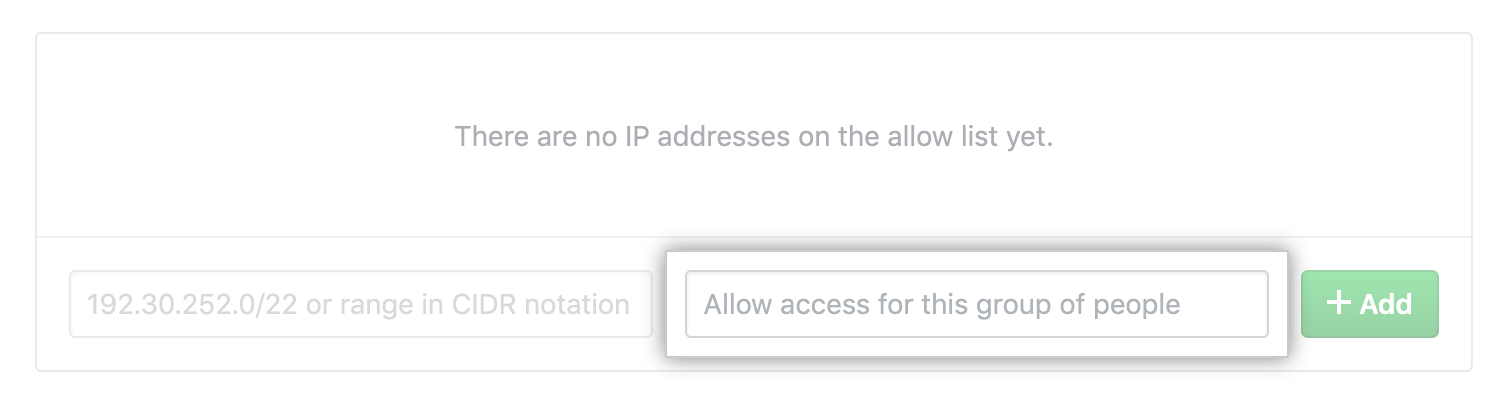 There are no IP addresses on the allow list yet.
192.30.252.0/22 or range in CIDR notation
Allow access for this group of people
+ Add